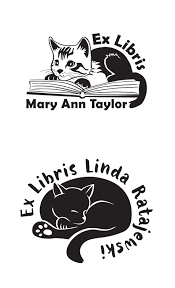 Ex Libris
Mary Ann Taylor
Ex Libris Linda Ratajewski